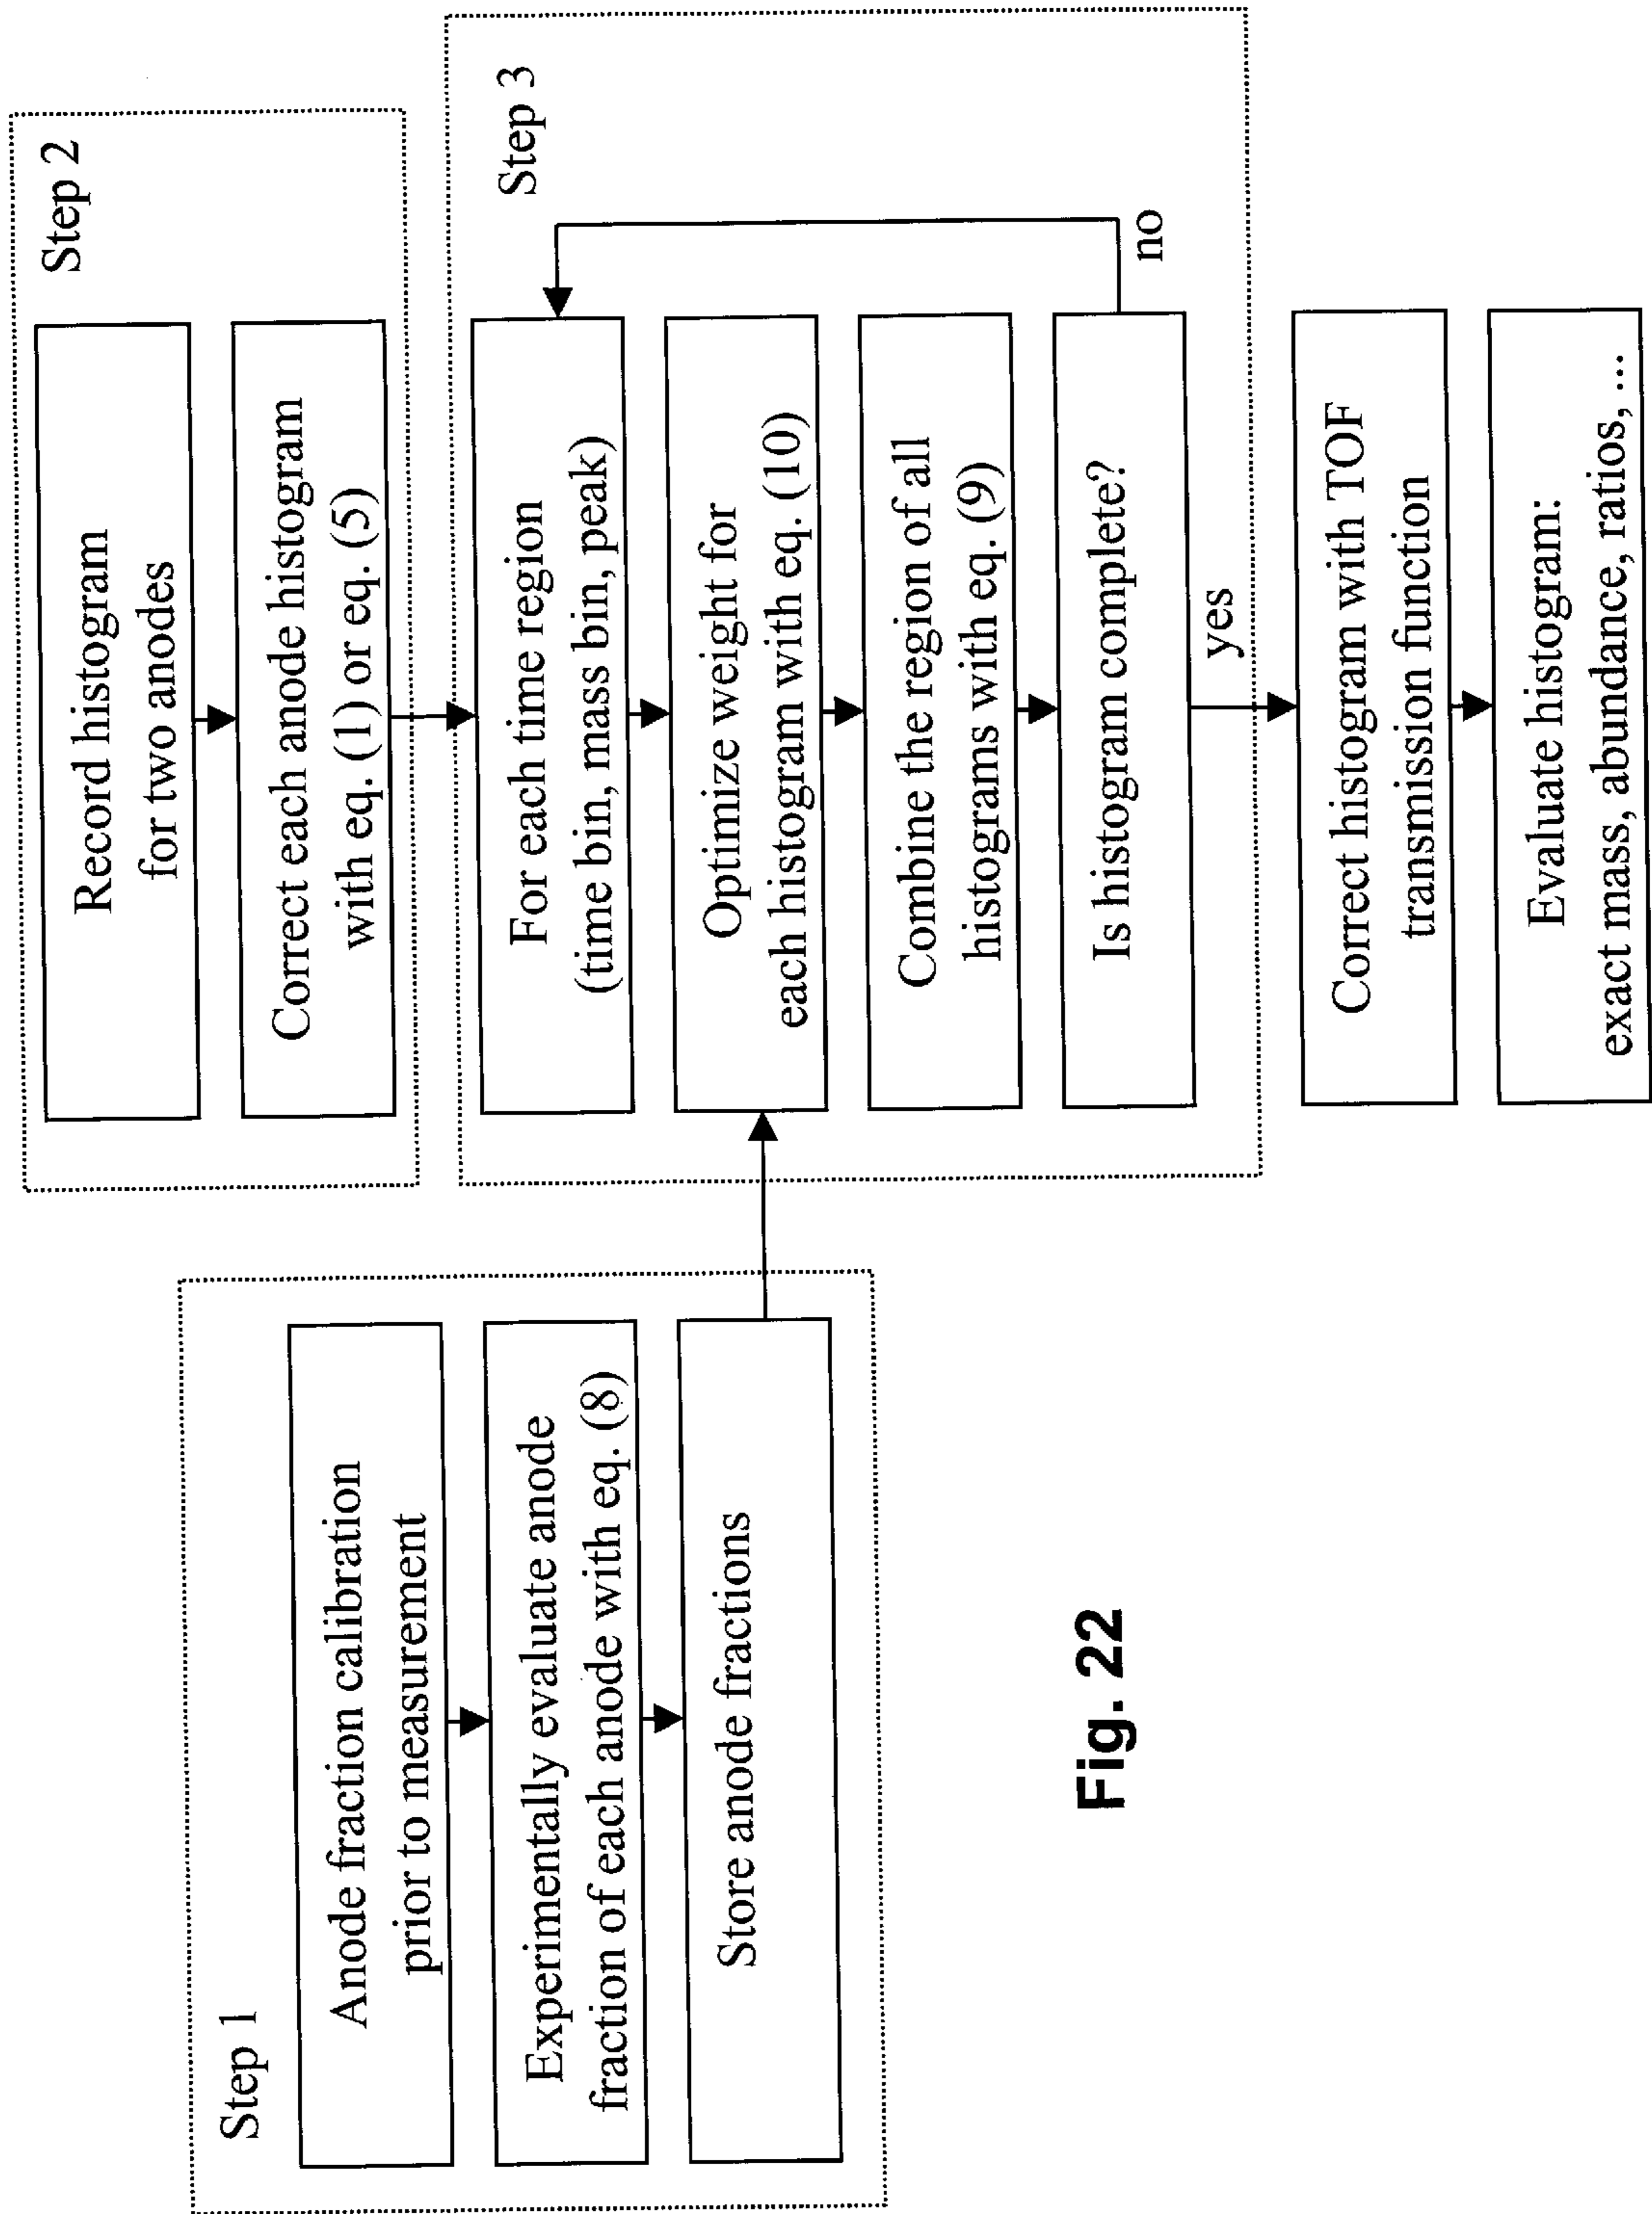 Step 1
Anode fraction calibration
prior to measurement
Experimentally evaluate anode
fraction of each anode with eq. (8)
Store anode fractions
Step 2
Record histogram
for two anodes
Correct each anode histogram
with eq. (1) or eq. (5)
Step 3
For each time region
(time bin, mass bin, peak)
Optimize weight for
each histogram with eq. (10)
Combine the region of all
histograms with eq. (9)
Is histogram complete?
no
yes
Correct histogram with TOF
transmission function
Evaluate histogram:
exact mass, abundance, ratios, ...
Fig. 22